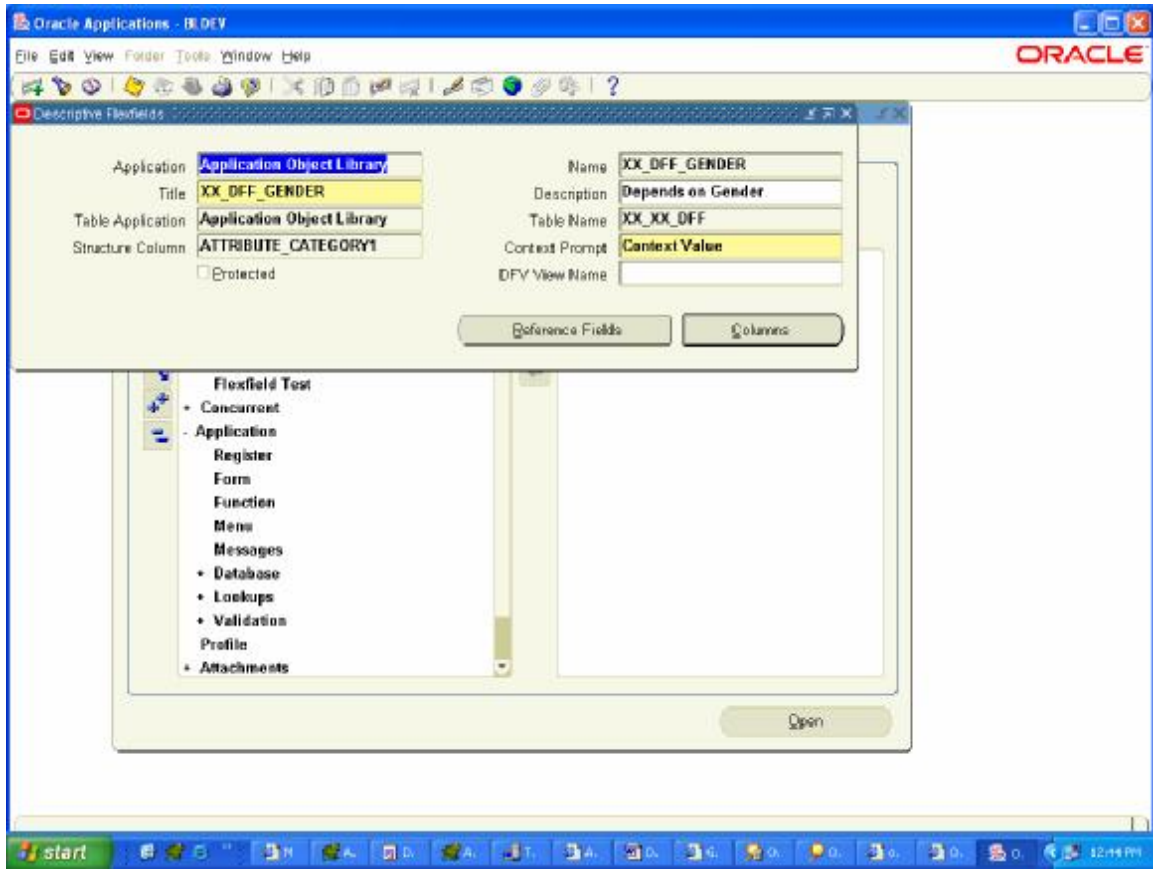 Oracle Applications - BLDEV
File Edit View Folder Tools Window Help
ORACLE
?
Descriptive Flexfields
Application Application Object Library
Name XX_DFF_GENDER
Title XX_DFF_GENDER
Description Depends on Gender
Table Application Application Object Library
Table Name XX_XX_DFF
Structure Column ATTRIBUTE_CATEGORY1
Context Prompt Context Value
Protected
DFV View Name
Reference Fields
Columns
Flexfield Test
+ Concurrent
- Application
Register
Form
Function
Menu
Messages
+ Database
+ Lookups
+ Validation
Profile
+ Attachments
Open
start
N
A.
D.
A.
T.
A.
D.
G.
O.
O.
o.
O.
O.
12:44 PM